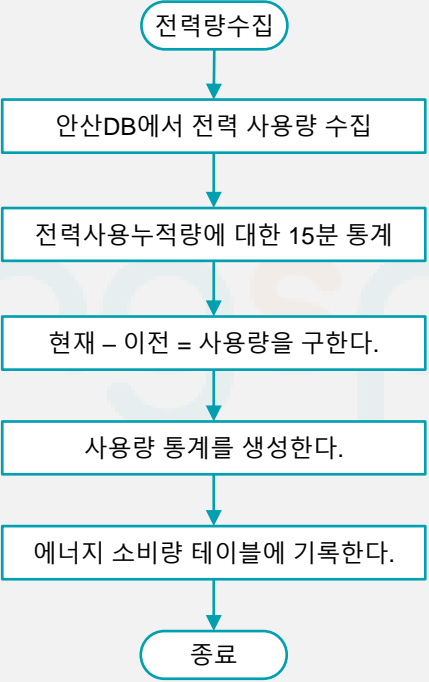 전력량수집
안산DB에서 전력 사용량 수집
전력사용누적량에 대한 15분 통계
현재 – 이전 = 사용량을 구한다.
사용량 통계를 생성한다.
에너지 소비량 테이블에 기록한다.
종료